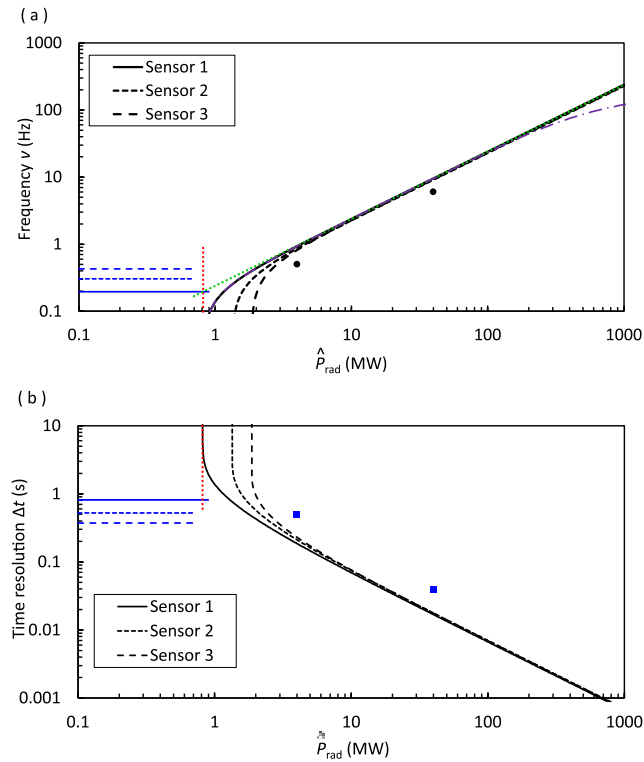 ( a )
1000
100
10
1
0.1
Frequency ν (Hz)
Sensor 1
Sensor 2
Sensor 3
0.1 1 10 100 1000
P̂rad (MW)
( b )
10
1
0.1
0.01
0.001
Time resolution Δt (s)
Sensor 1
Sensor 2
Sensor 3
0.1 1 10 100 1000
Prad (MW)